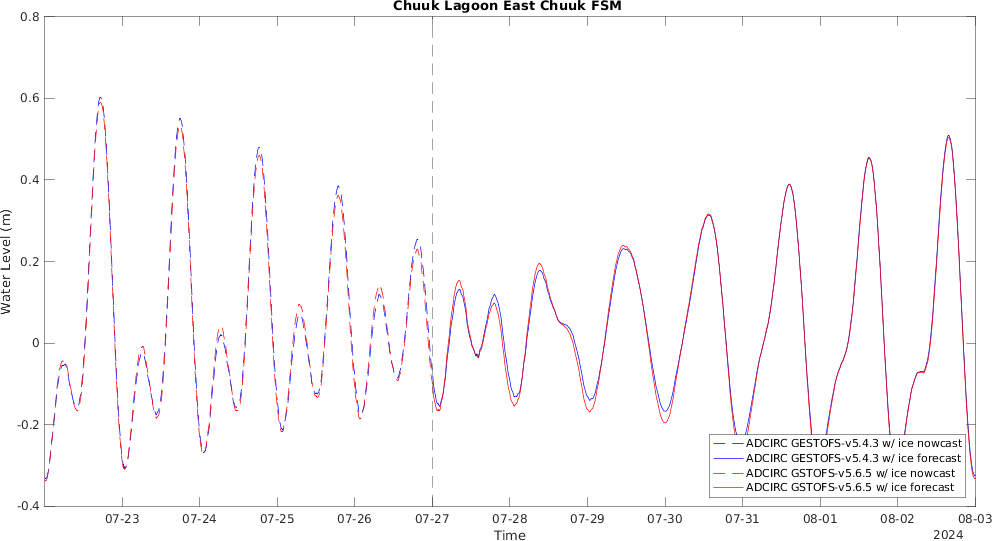 Chuuk Lagoon East Chuuk FSM
0.8
0.6
0.4
0.2
0
-0.2
-0.4
Water Level (m)
ADCIRC GESTOFS-v5.4.3 w/ ice nowcast
ADCIRC GESTOFS-v5.4.3 w/ ice forecast
ADCIRC GSTOFS-v5.6.5 w/ ice nowcast
ADCIRC GSTOFS-v5.6.5 w/ ice forecast
07-23 07-24 07-25 07-26 07-27 07-28 07-29 07-30 07-31 08-01 08-02 08-03
Time
2024